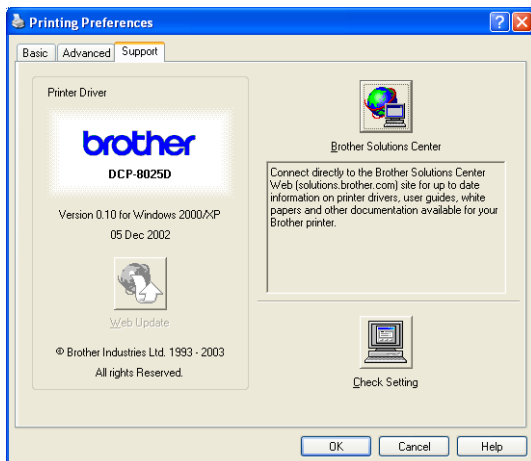 Printing Preferences
Basic
Advanced
Support
Printer Driver
brother
DCP-8025D
Version 0.10 for Windows 2000/XP
05 Dec 2002
Web Update
© Brother Industries Ltd. 1993 - 2003
All rights Reserved.
Brother Solutions Center
Connect directly to the Brother Solutions Center
Web (solutions.brother.com) site for up to date
information on printer drivers, user guides, white
papers and other documentation available for your
Brother printer.
Check Setting
OK
Cancel
Help